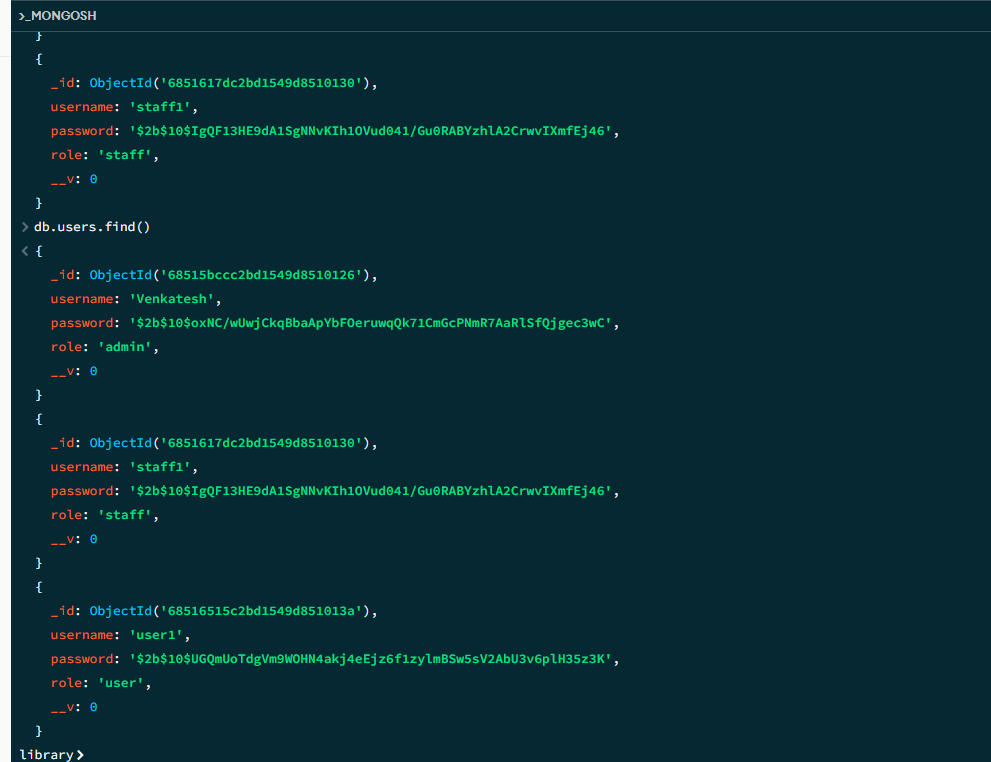 >_MONGOSH
}
{
_id: ObjectId('6851617dc2bd1549d8510130'),
username: 'staff1',
password: '$2b$10$IgQF13HE9dA1SgNNvKIh1OVud041/Gu0RABYzhlA2CrwvIXmfEj46',
role: 'staff',
__v: 0
}
> db.users.find()
< {
_id: ObjectId('68515bccc2bd1549d8510126'),
username: 'Venkatesh',
password: '$2b$10$oxNC/wUwjCkqBbaApYbFOeruwqQk71CmGcPNmR7AaRlSfQjgec3wC',
role: 'admin',
__v: 0
}
{
_id: ObjectId('6851617dc2bd1549d8510130'),
username: 'staff1',
password: '$2b$10$IgQF13HE9dA1SgNNvKIh1OVud041/Gu0RABYzhlA2CrwvIXmfEj46',
role: 'staff',
__v: 0
}
{
_id: ObjectId('68516515c2bd1549d851013a'),
username: 'user1',
password: '$2b$10$UGQmUoTdgVm9WOHN4akj4eEjz6f1zylmBSw5sV2AbU3v6plH35z3K',
role: 'user',
__v: 0
}
library>